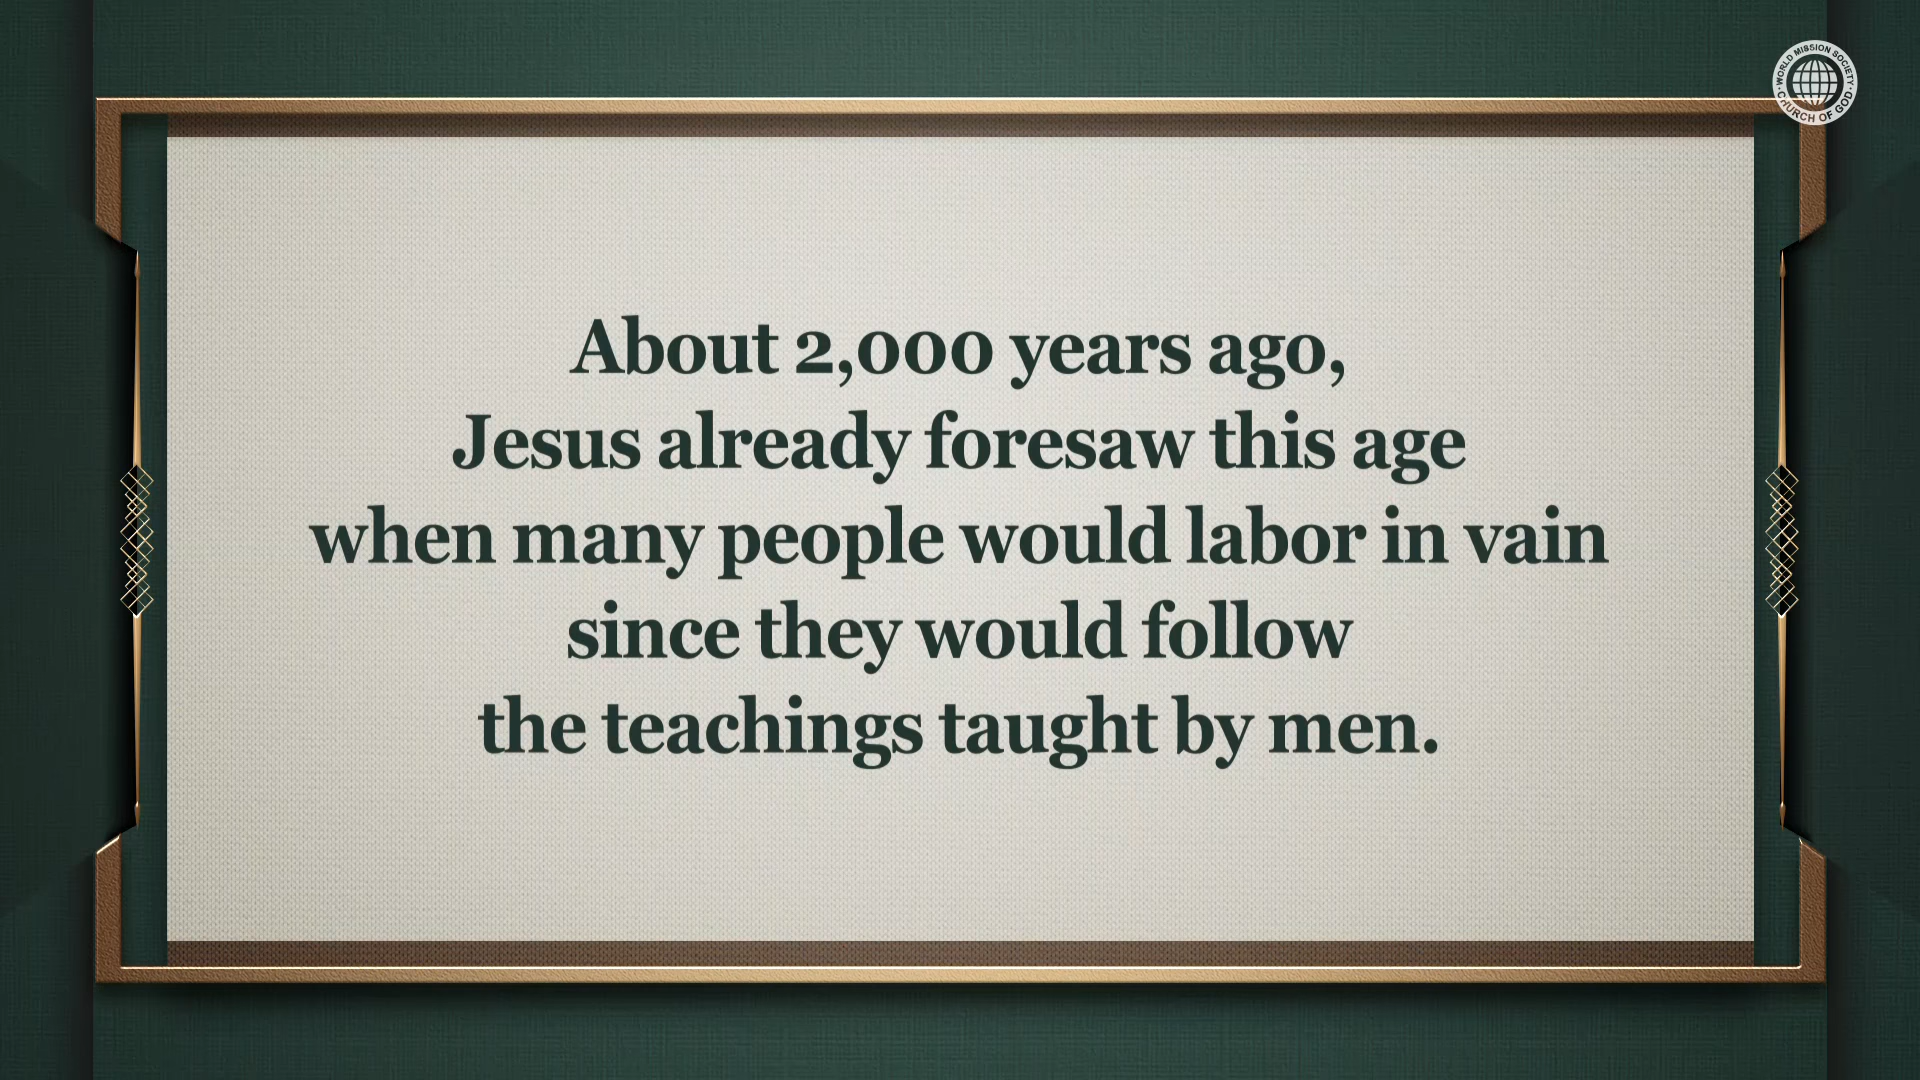 WORLD MISSION SOCIETY
CHURCH OF GOD
About 2,000 years ago,
Jesus already foresaw this age
when many people would labor in vain
since they would follow
the teachings taught by men.